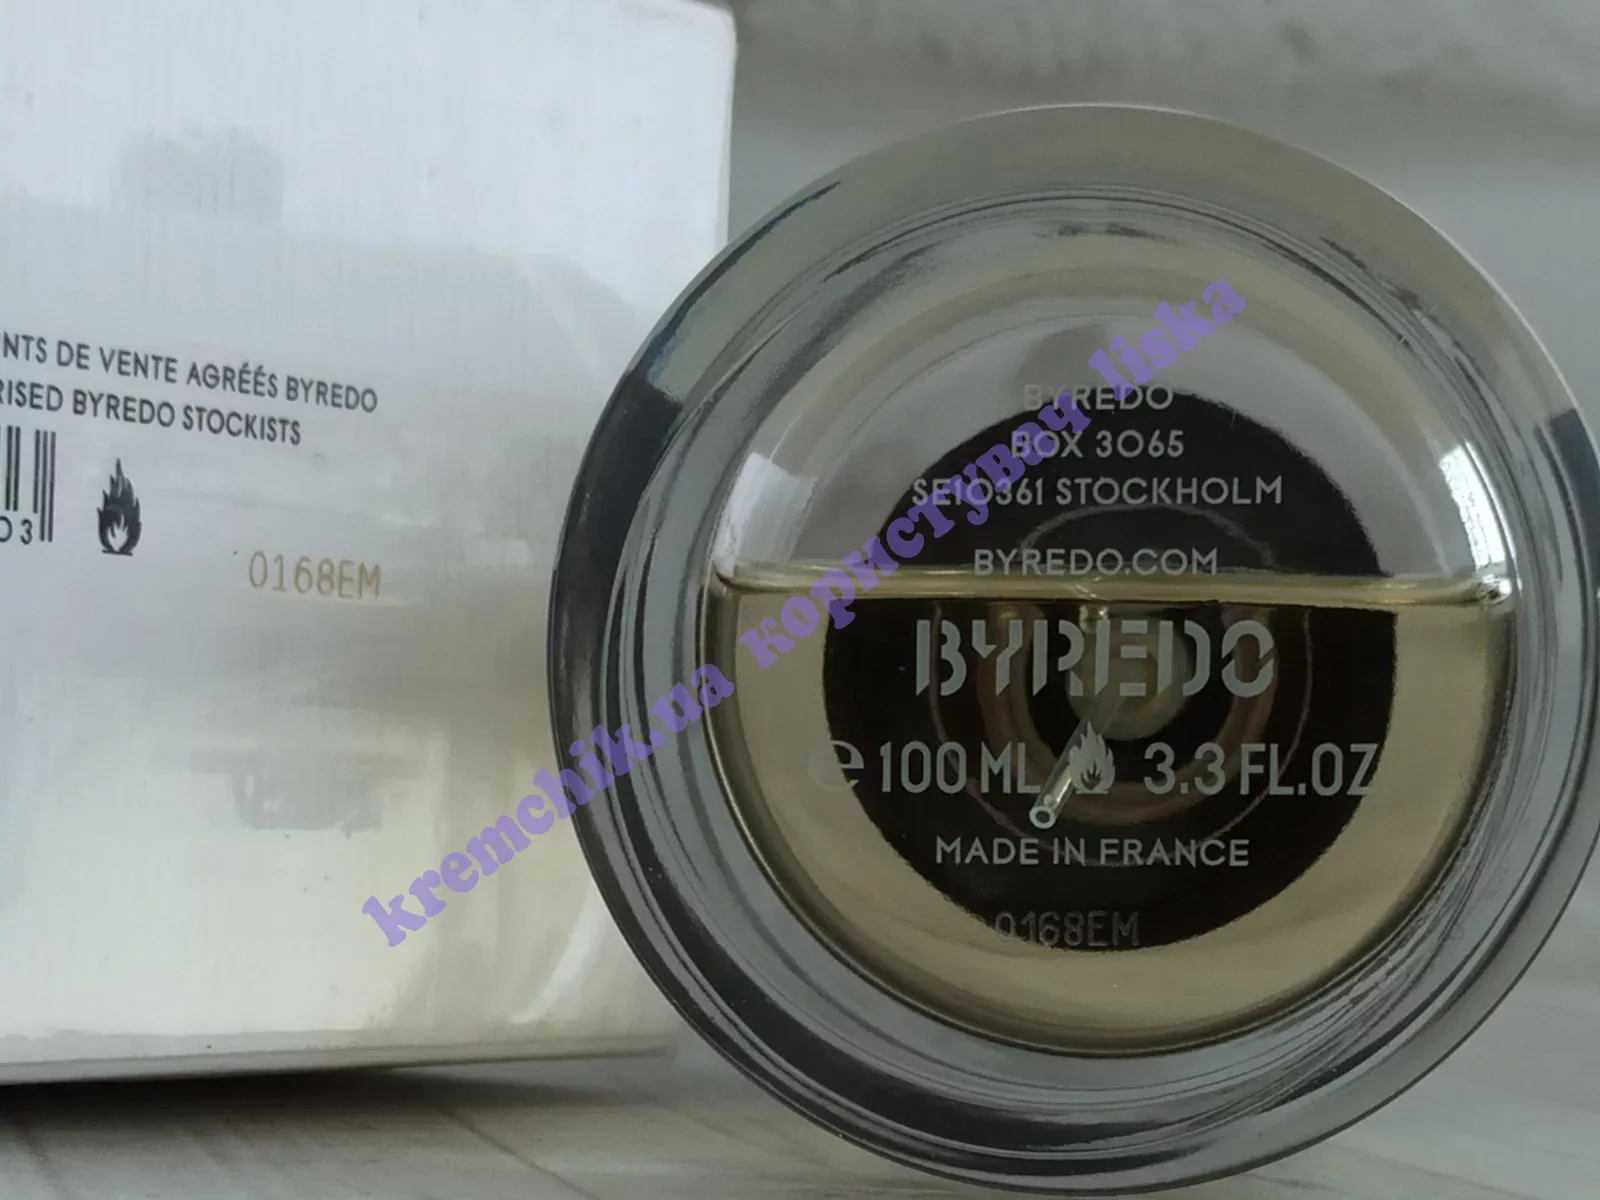 NTS DE VENTE AGRÉÉS BYREDO
RISED BYREDO STOCKISTS
03
0168EM
BYREDO
BOX 3065
SE10361 STOCKHOLM
BYREDO.COM
BYREDO
℮ 100 ML 3.3 FL.OZ
MADE IN FRANCE
0168EM
kremchik.ua користувач liska